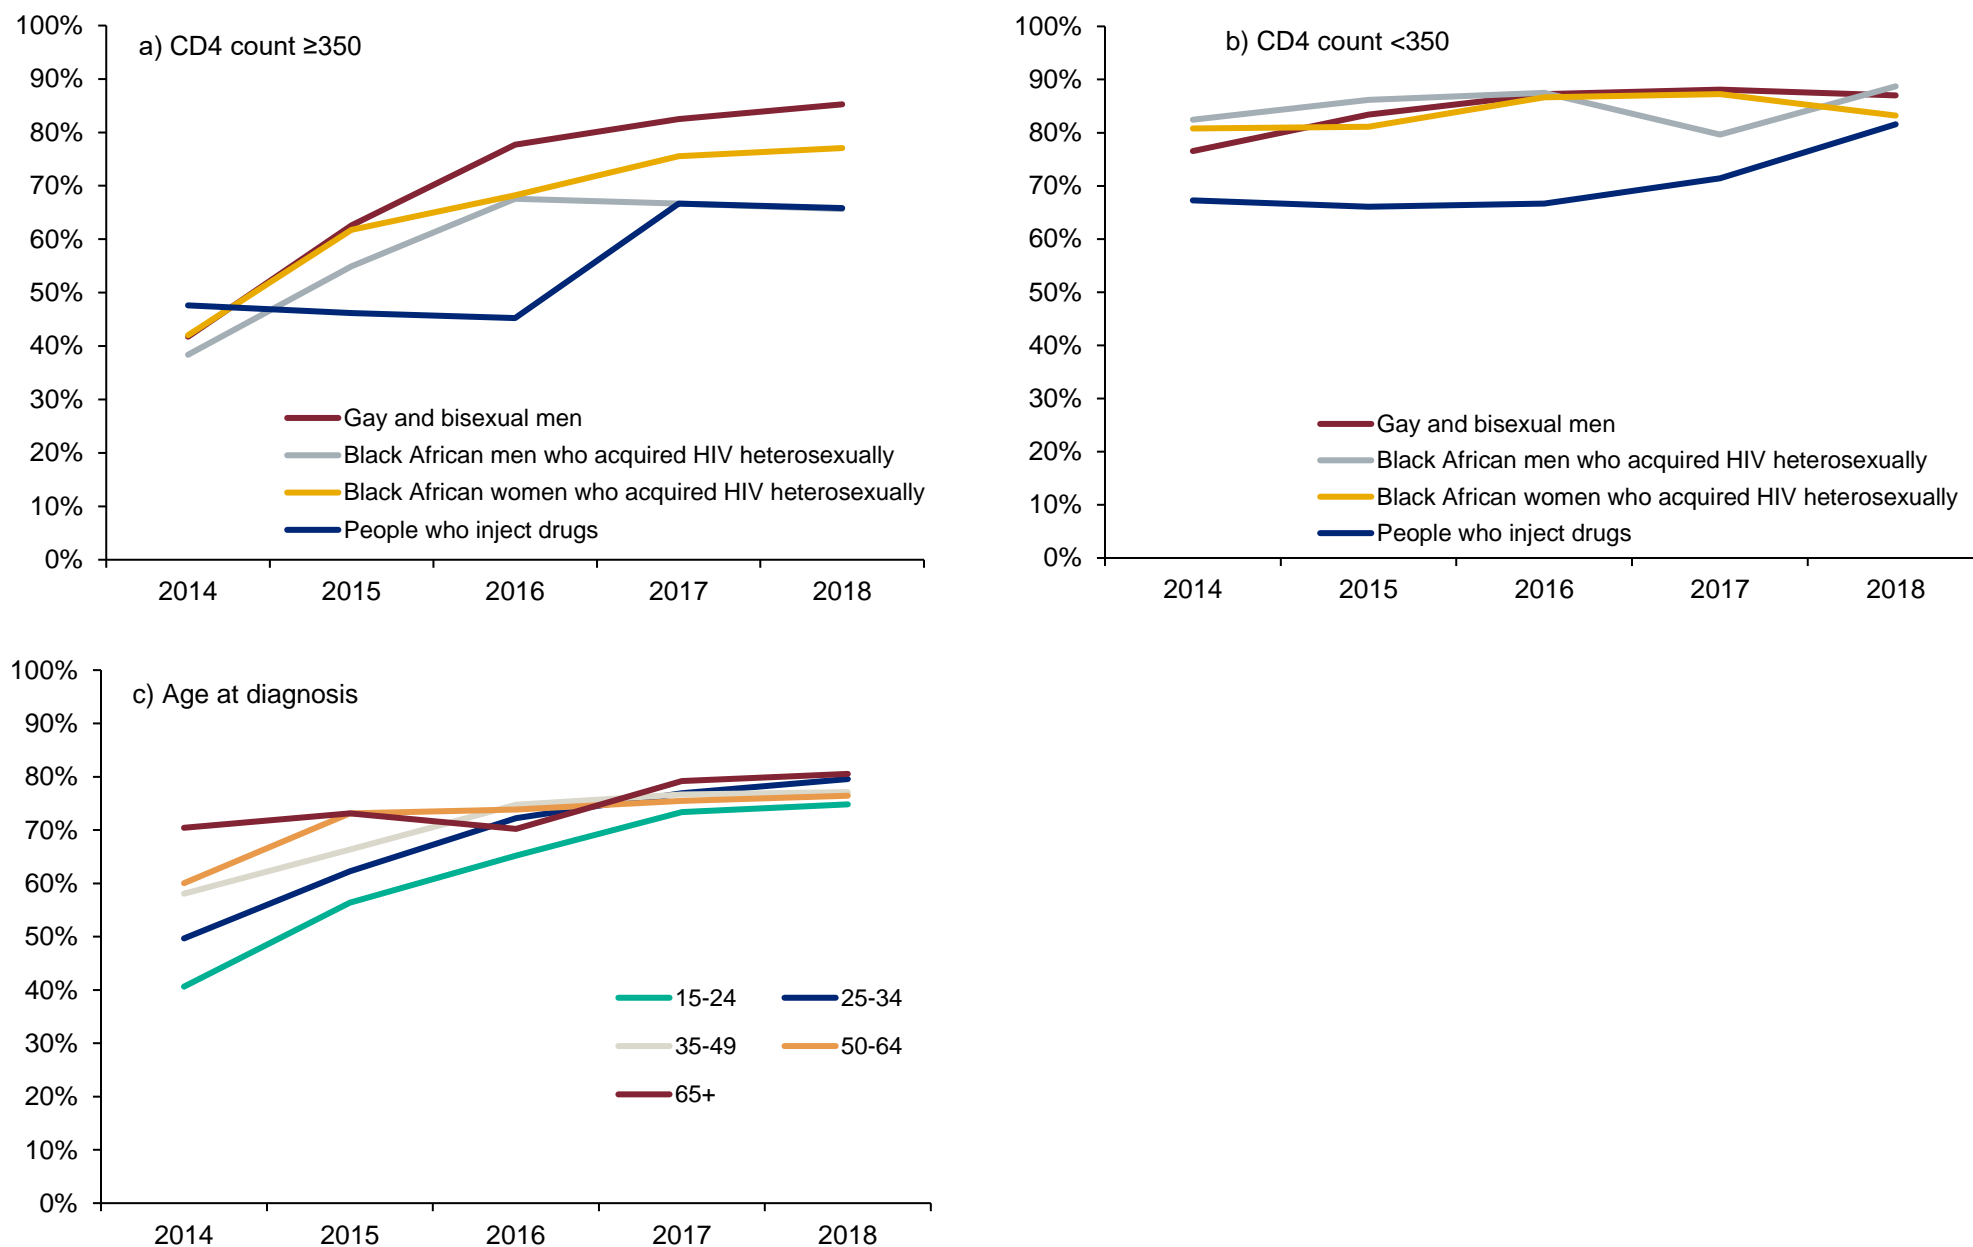 a) CD4 count ≥350
100%
90%
80%
70%
60%
50%
40%
30%
20%
10%
0%
Gay and bisexual men
Black African men who acquired HIV heterosexually
Black African women who acquired HIV heterosexually
People who inject drugs
2014 2015 2016 2017 2018
b) CD4 count <350
100%
90%
80%
70%
60%
50%
40%
30%
20%
10%
0%
Gay and bisexual men
Black African men who acquired HIV heterosexually
Black African women who acquired HIV heterosexually
People who inject drugs
2014 2015 2016 2017 2018
c) Age at diagnosis
100%
90%
80%
70%
60%
50%
40%
30%
20%
10%
0%
15-24 25-34
35-49 50-64
65+
2014 2015 2016 2017 2018